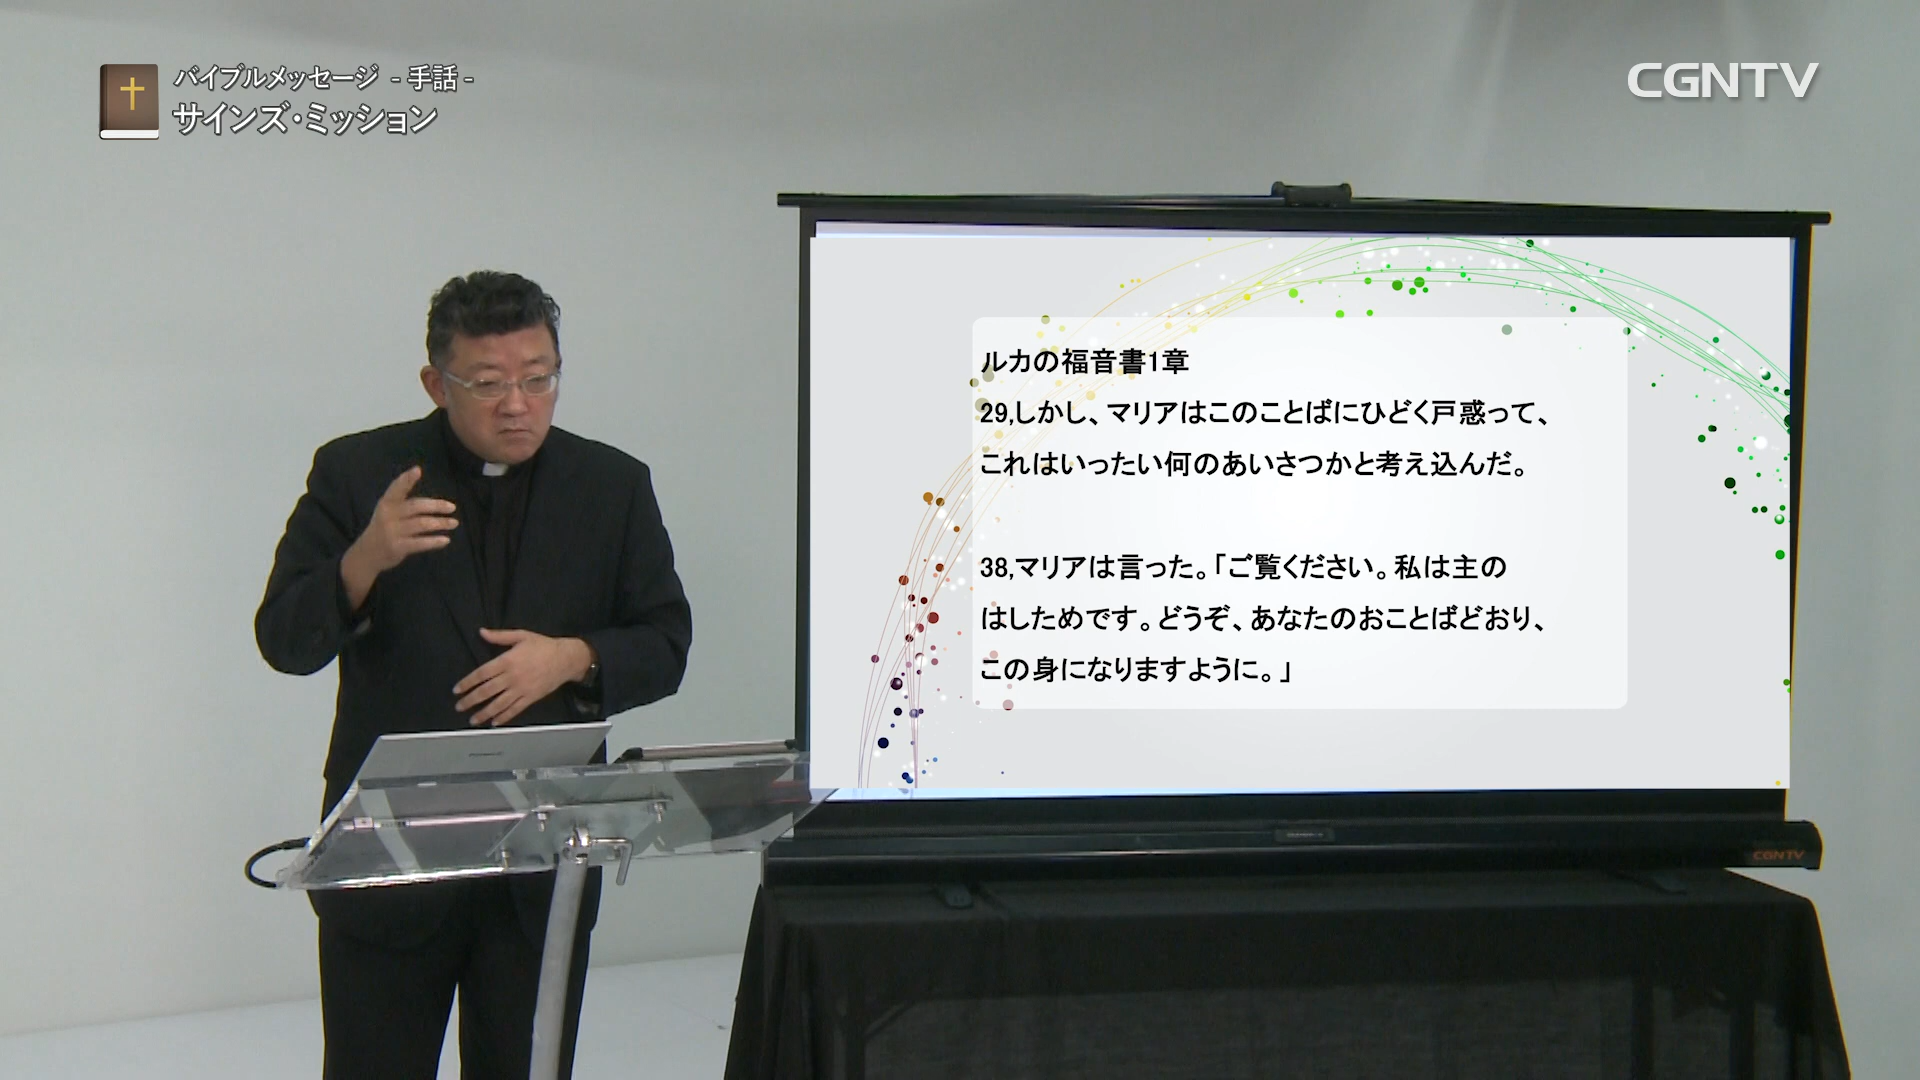 バイブルメッセージ -手話-
サインズ・ミッション
CGNTV
ルカの福音書1章
29,しかし、マリアはこのことばにひどく戸惑って、
これはいったい何のあいさつかと考え込んだ。
38,マリアは言った。「ご覧ください。私は主の
はしためです。どうぞ、あなたのおことばどおり、
この身になりますように。」
CGNTV